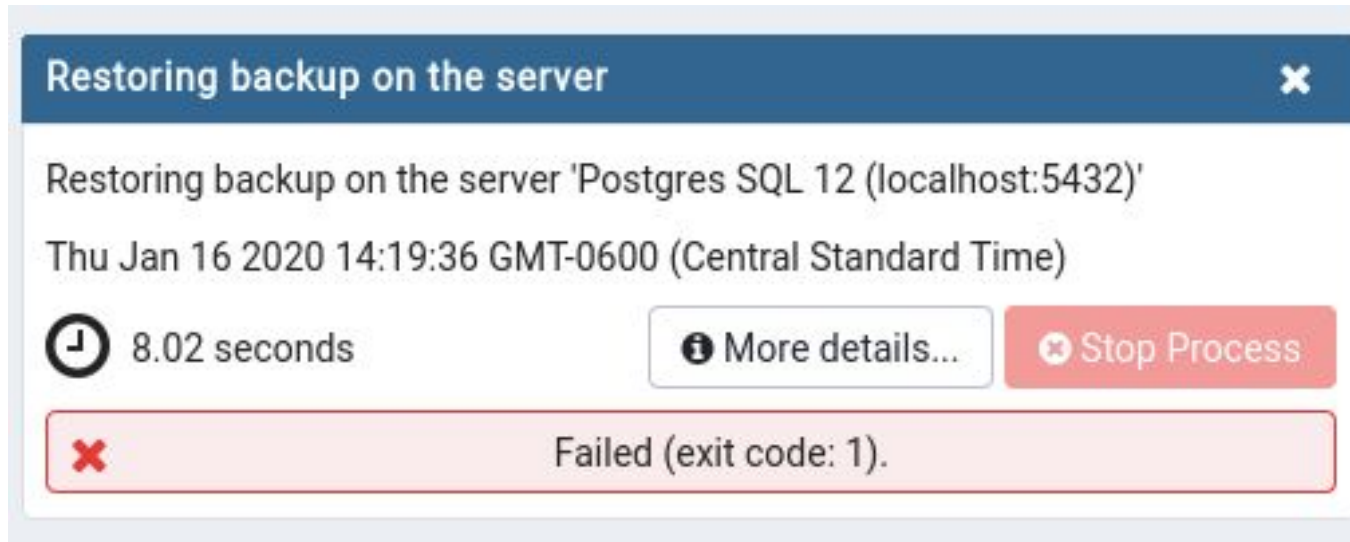 Restoring backup on the server
Restoring backup on the server 'Postgres SQL 12 (localhost:5432)'
Thu Jan 16 2020 14:19:36 GMT-0600 (Central Standard Time)
8.02 seconds
More details...
Stop Process
Failed (exit code: 1).